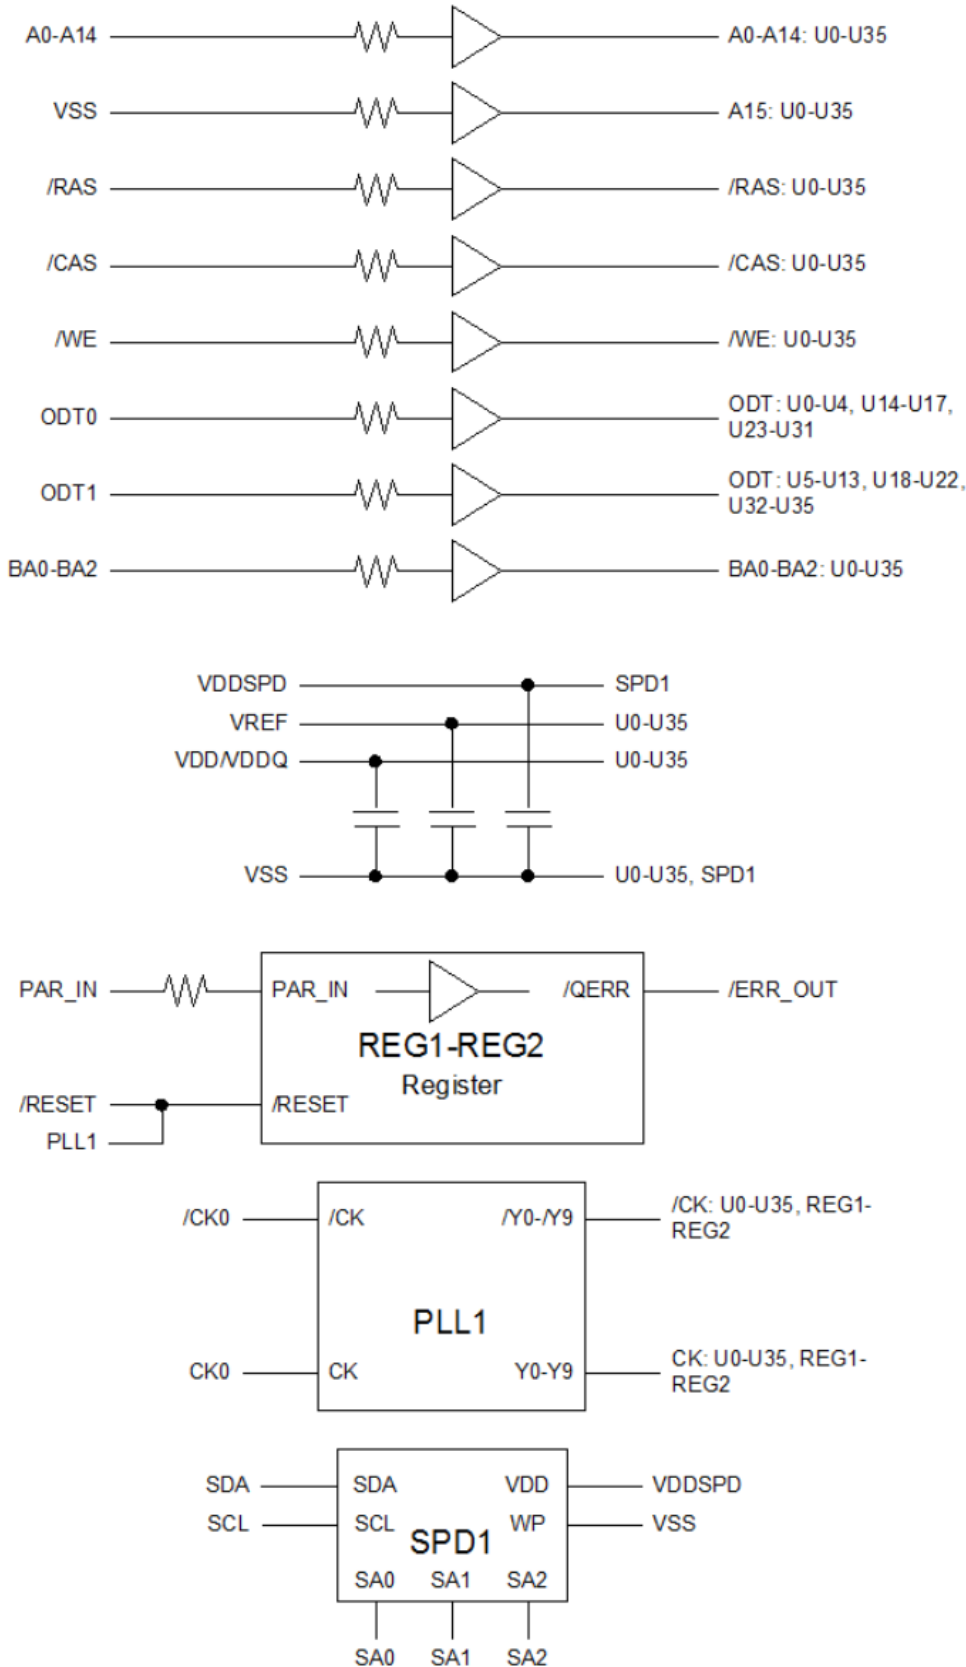 A0-A14 A0-A14: U0-U35
VSS A15: U0-U35
/RAS /RAS: U0-U35
/CAS /CAS: U0-U35
/WE /WE: U0-U35
ODT0 ODT: U0-U4, U14-U17,
U23-U31
ODT1 ODT: U5-U13, U18-U22,
U32-U35
BA0-BA2 BA0-BA2: U0-U35
VDDSPD SPD1
VREF U0-U35
VDD/VDDQ U0-U35
VSS U0-U35, SPD1
PAR_IN PAR_IN /QERR /ERR_OUT
REG1-REG2
Register
/RESET /RESET
PLL1
/CK0 /CK /Y0-/Y9 /CK: U0-U35, REG1-
REG2
PLL1
CK0 CK Y0-Y9 CK: U0-U35, REG1-
REG2
SDA SDA VDD VDDSPD
SCL SCL WP VSS
SPD1
SA0 SA1 SA2
SA0 SA1 SA2